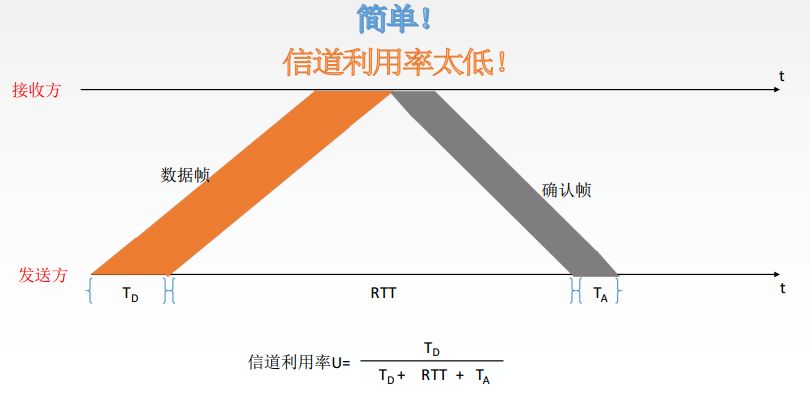 简单！
信道利用率太低！
接收方
t
数据帧
确认帧
发送方
t
T_D
RTT
T_A
信道利用率U=
T_D
T_D + RTT + T_A